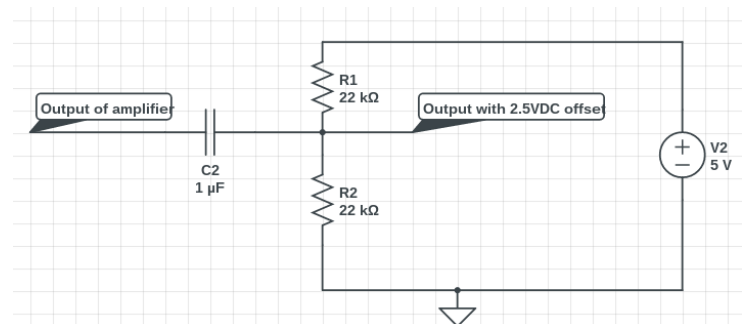 R1
22 kΩ
Output of amplifier
Output with 2.5VDC offset
C2
1 µF
V2
5 V
R2
22 kΩ